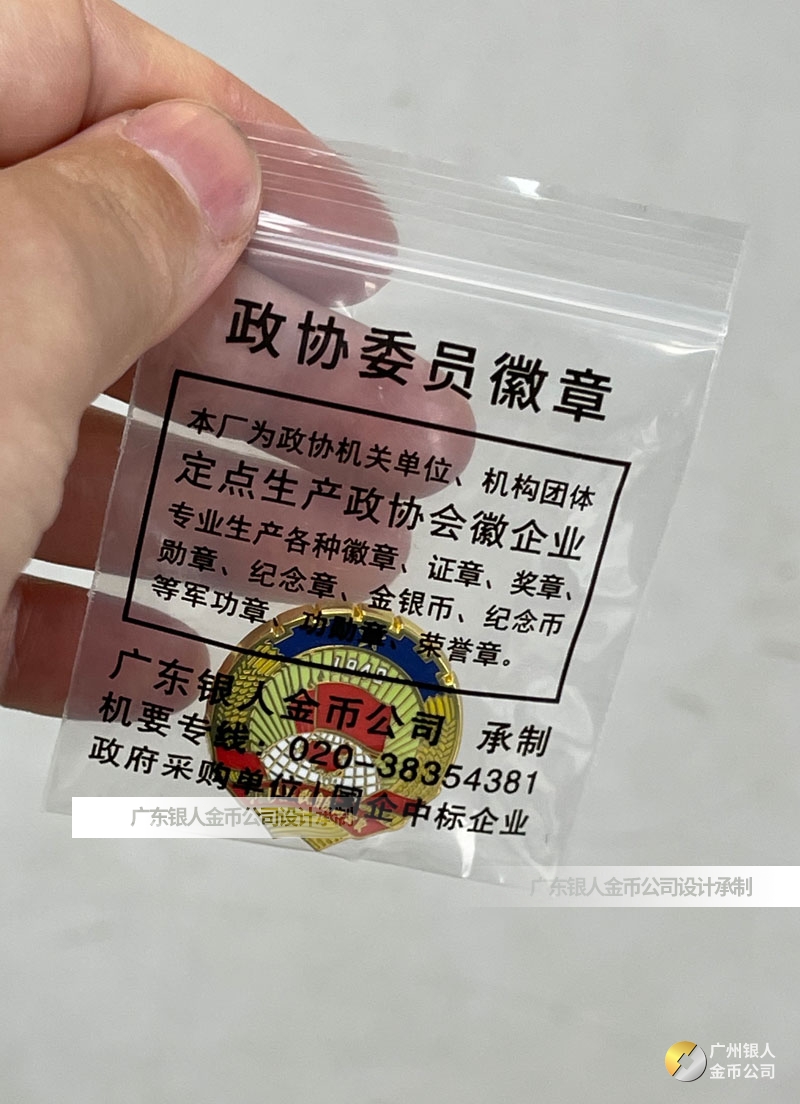 政协委员徽章
本厂为政协机关单位、机构团体
定点生产政协会徽企业
专业生产各种徽章、证章、奖章、
勋章、纪念章、金银币、纪念币
等军功章、功勋章、荣誉章。
1949
广东银人金币公司 承制
机要专线：020-38354381
政府采购单位|国企中标企业
广东银人金币公司设计承制
广东银人金币公司设计承制
广州银人
金币公司